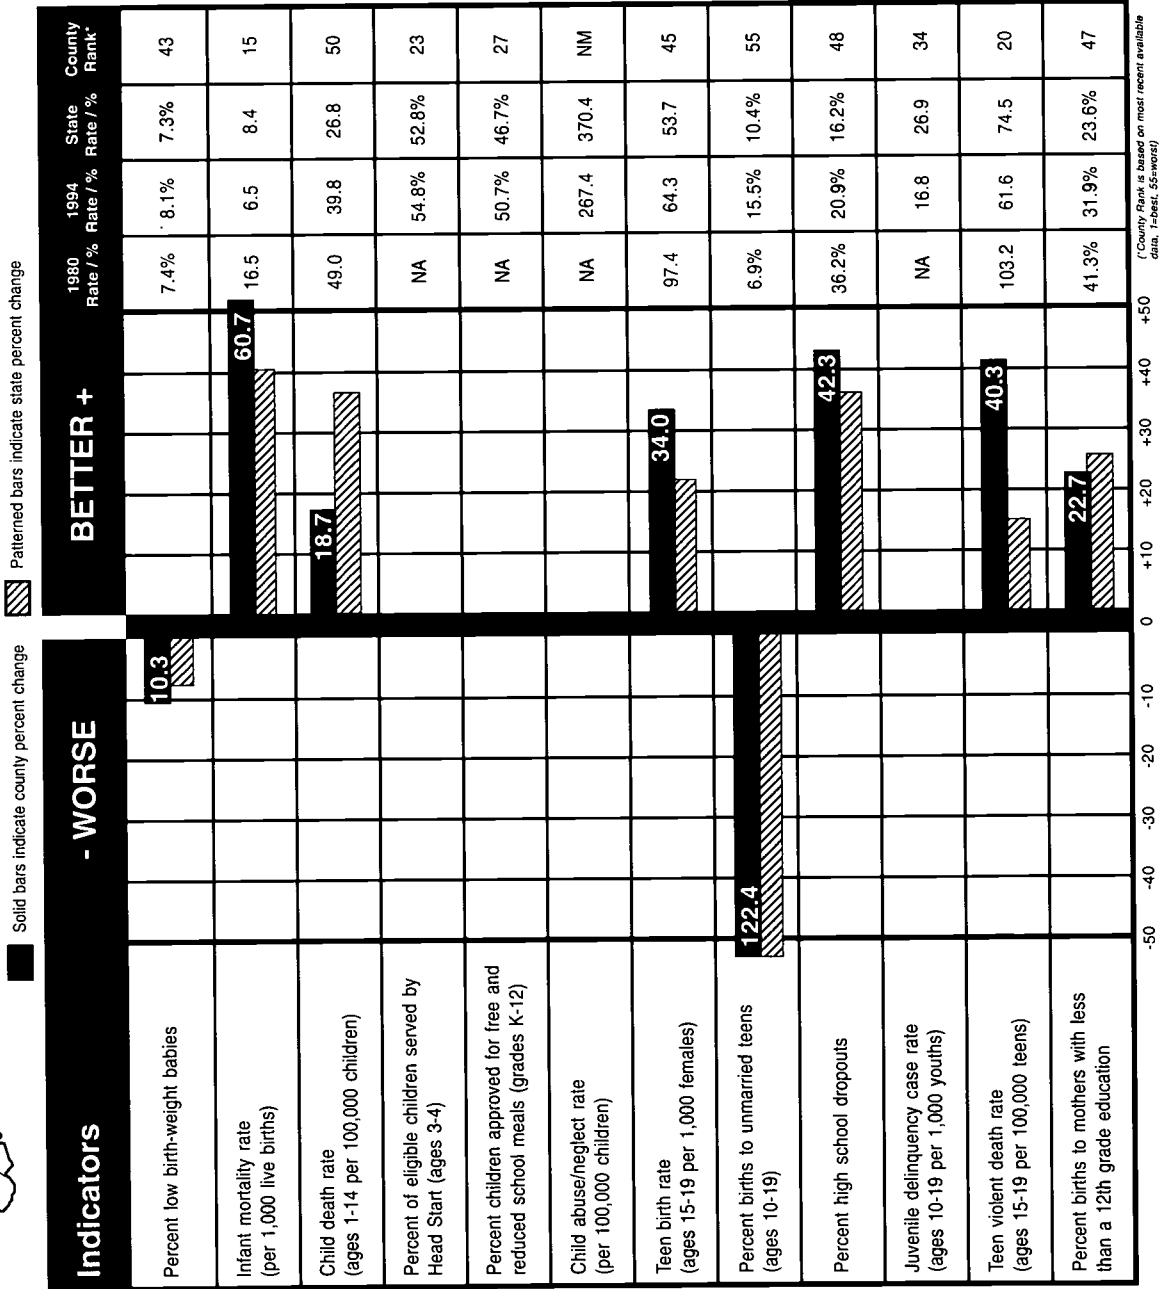 Solid bars indicate county percent change
Patterned bars indicate state percent change
Indicators
- WORSE
BETTER +
1980
Rate / %
1994
Rate / %
State
Rate / %
County
Rank*
Percent low birth-weight babies
10.3
7.4%
8.1%
7.3%
43
Infant mortality rate
(per 1,000 live births)
60.7
16.5
6.5
8.4
15
Child death rate
(ages 1-14 per 100,000 children)
18.7
49.0
39.8
26.8
50
Percent of eligible children served by
Head Start (ages 3-4)
NA
54.8%
52.8%
23
Percent children approved for free and
reduced school meals (grades K-12)
NA
50.7%
46.7%
27
Child abuse/neglect rate
(per 100,000 children)
NA
267.4
370.4
NM
Teen birth rate
(ages 15-19 per 1,000 females)
34.0
97.4
64.3
53.7
45
Percent births to unmarried teens
(ages 10-19)
122.4
6.9%
15.5%
10.4%
55
Percent high school dropouts
42.3
36.2%
20.9%
16.2%
48
Juvenile delinquency case rate
(ages 10-19 per 1,000 youths)
NA
16.8
26.9
34
Teen violent death rate
(ages 15-19 per 100,000 teens)
40.3
103.2
61.6
74.5
20
Percent births to mothers with less
than a 12th grade education
22.7
41.3%
31.9%
23.6%
47
-50
-40
-30
-20
-10
0
+10
+20
+30
+40
+50
(*County Rank is based on most recent available
data, 1=best, 55=worst)